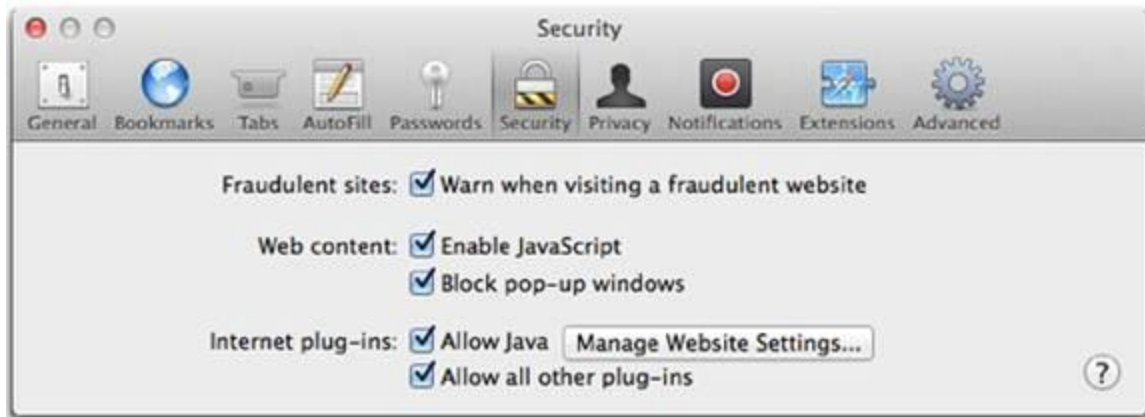 Security
General Bookmarks Tabs AutoFill Passwords Security Privacy Notifications Extensions Advanced
Fraudulent sites: Warn when visiting a fraudulent website
Web content: Enable JavaScript
Block pop-up windows
Internet plug-ins: Allow Java Manage Website Settings...
Allow all other plug-ins
?